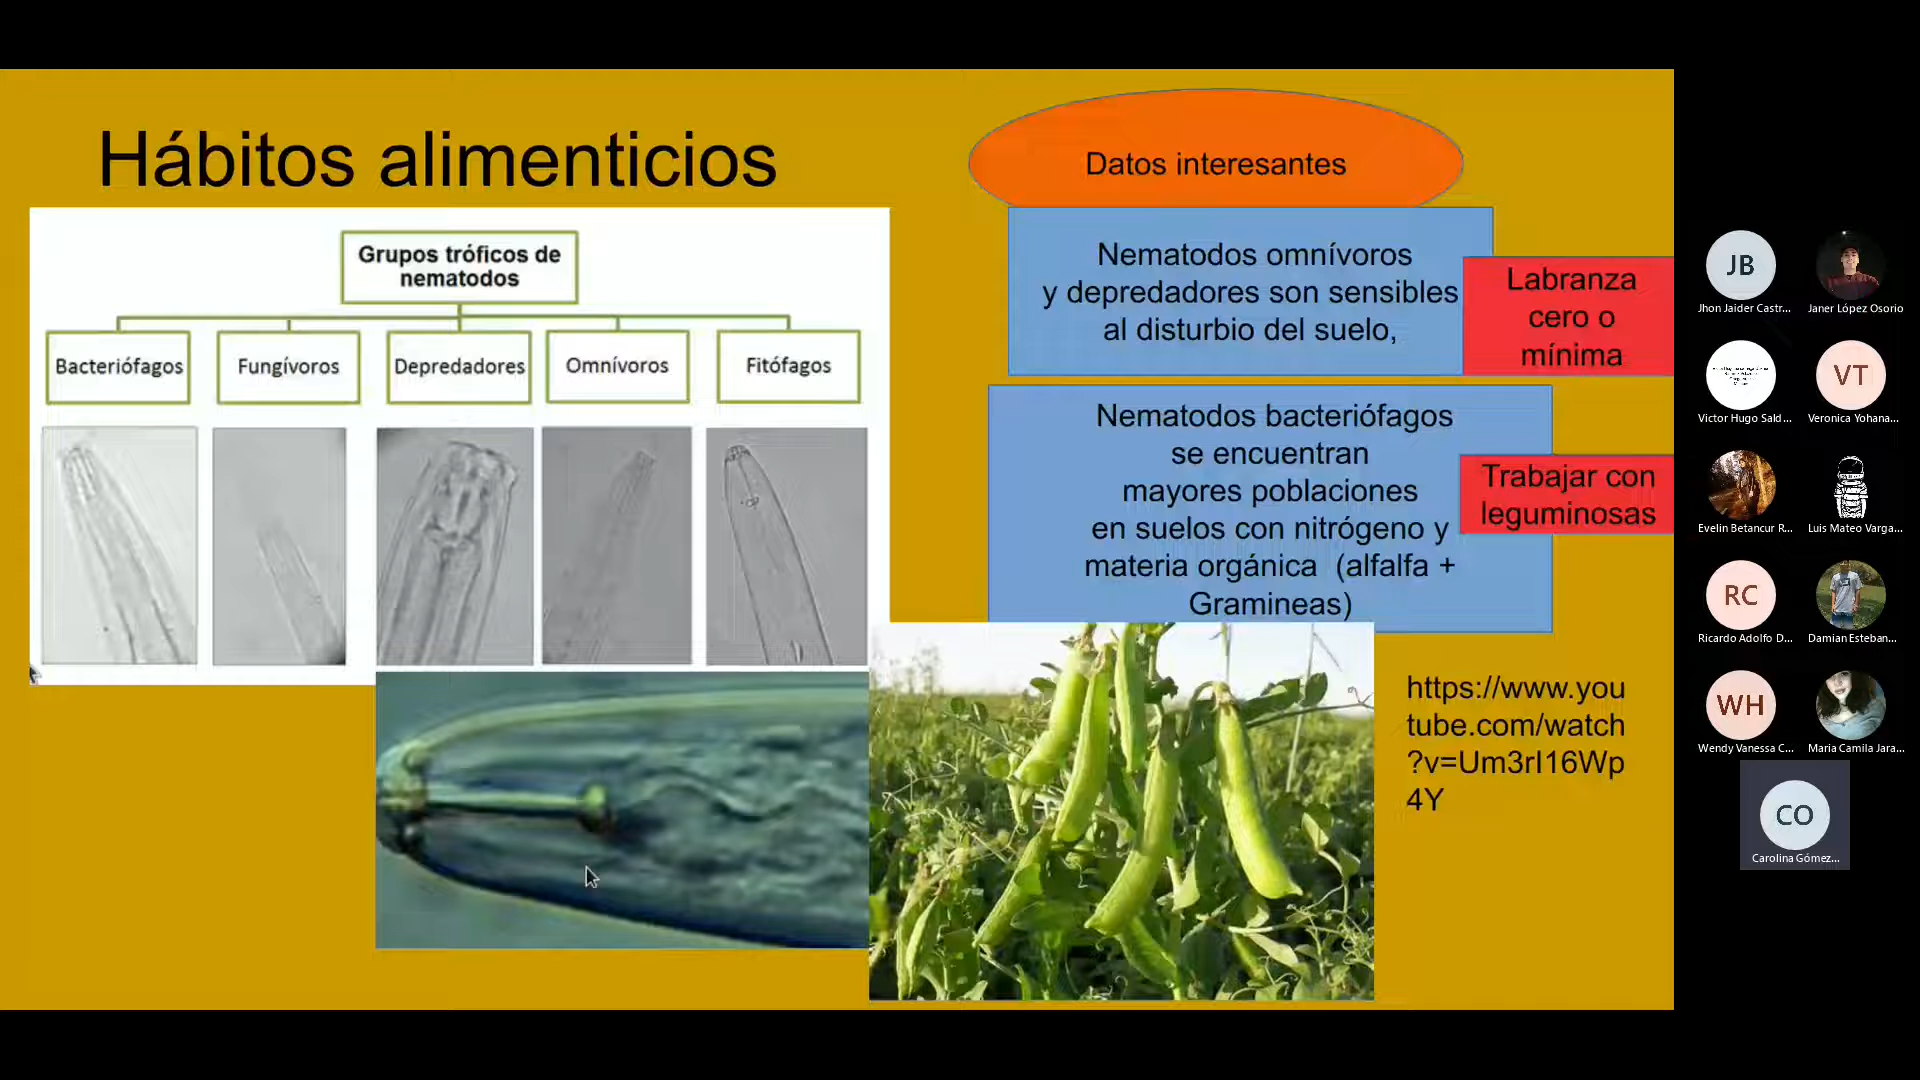 Hábitos alimenticios
Grupos tróficos de
nematodos
Bacteriófagos
Fungívoros
Depredadores
Omnívoros
Fitófagos
Datos interesantes
Nematodos omnívoros
y depredadores son sensibles
al disturbio del suelo,
Labranza
cero o
mínima
Nematodos bacteriófagos
se encuentran
mayores poblaciones
en suelos con nitrógeno y
materia orgánica (alfalfa +
Gramineas)
Trabajar con
leguminosas
https://www.you
tube.com/watch
?v=Um3rI16Wp
4Y
JB
Jhon Jaider Castr...
Janer López Osorio
Victor Hugo Sald...
VT
Veronica Yohana...
Evelin Betancur R...
Luis Mateo Varga...
RC
Ricardo Adolfo D...
Damian Esteban...
WH
Wendy Vanessa C...
Maria Camila Jara...
CO
Carolina Gómez...